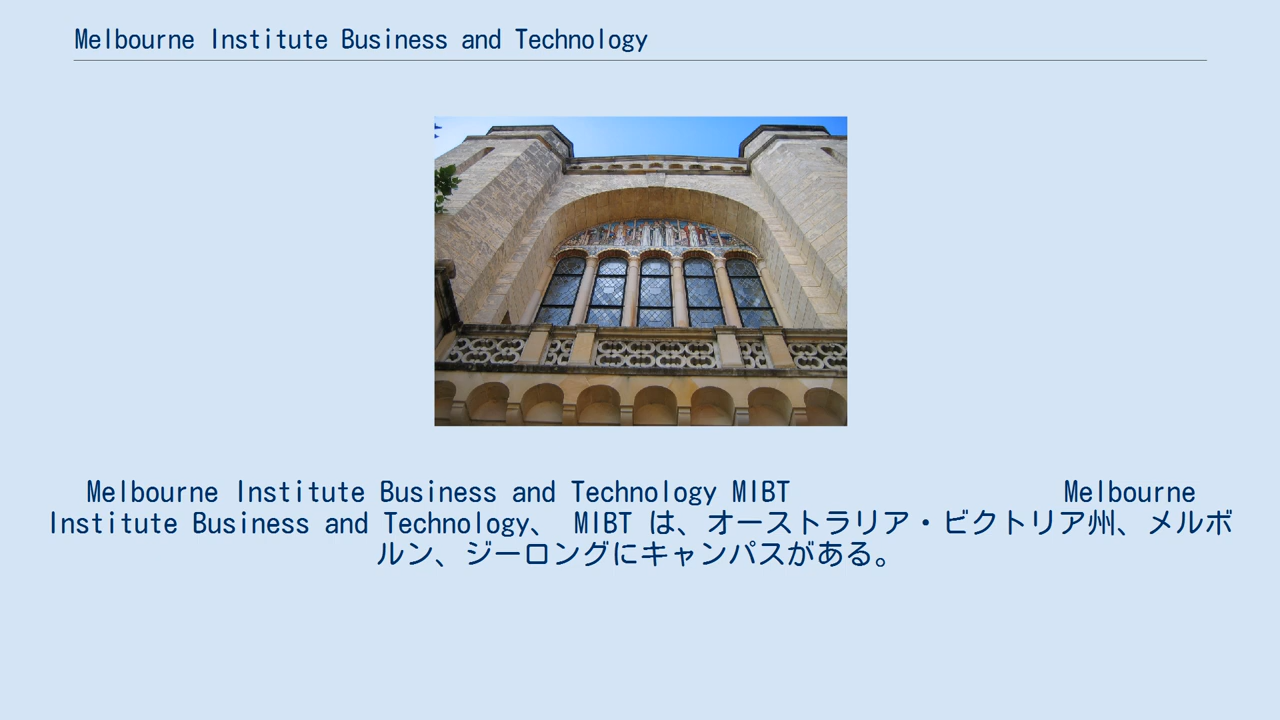 Melbourne Institute Business and Technology
Melbourne Institute Business and Technology MIBT Melbourne
Institute Business and Technology、 MIBT は、オーストラリア・ビクトリア州、メルボ
ルン、ジーロングにキャンパスがある。